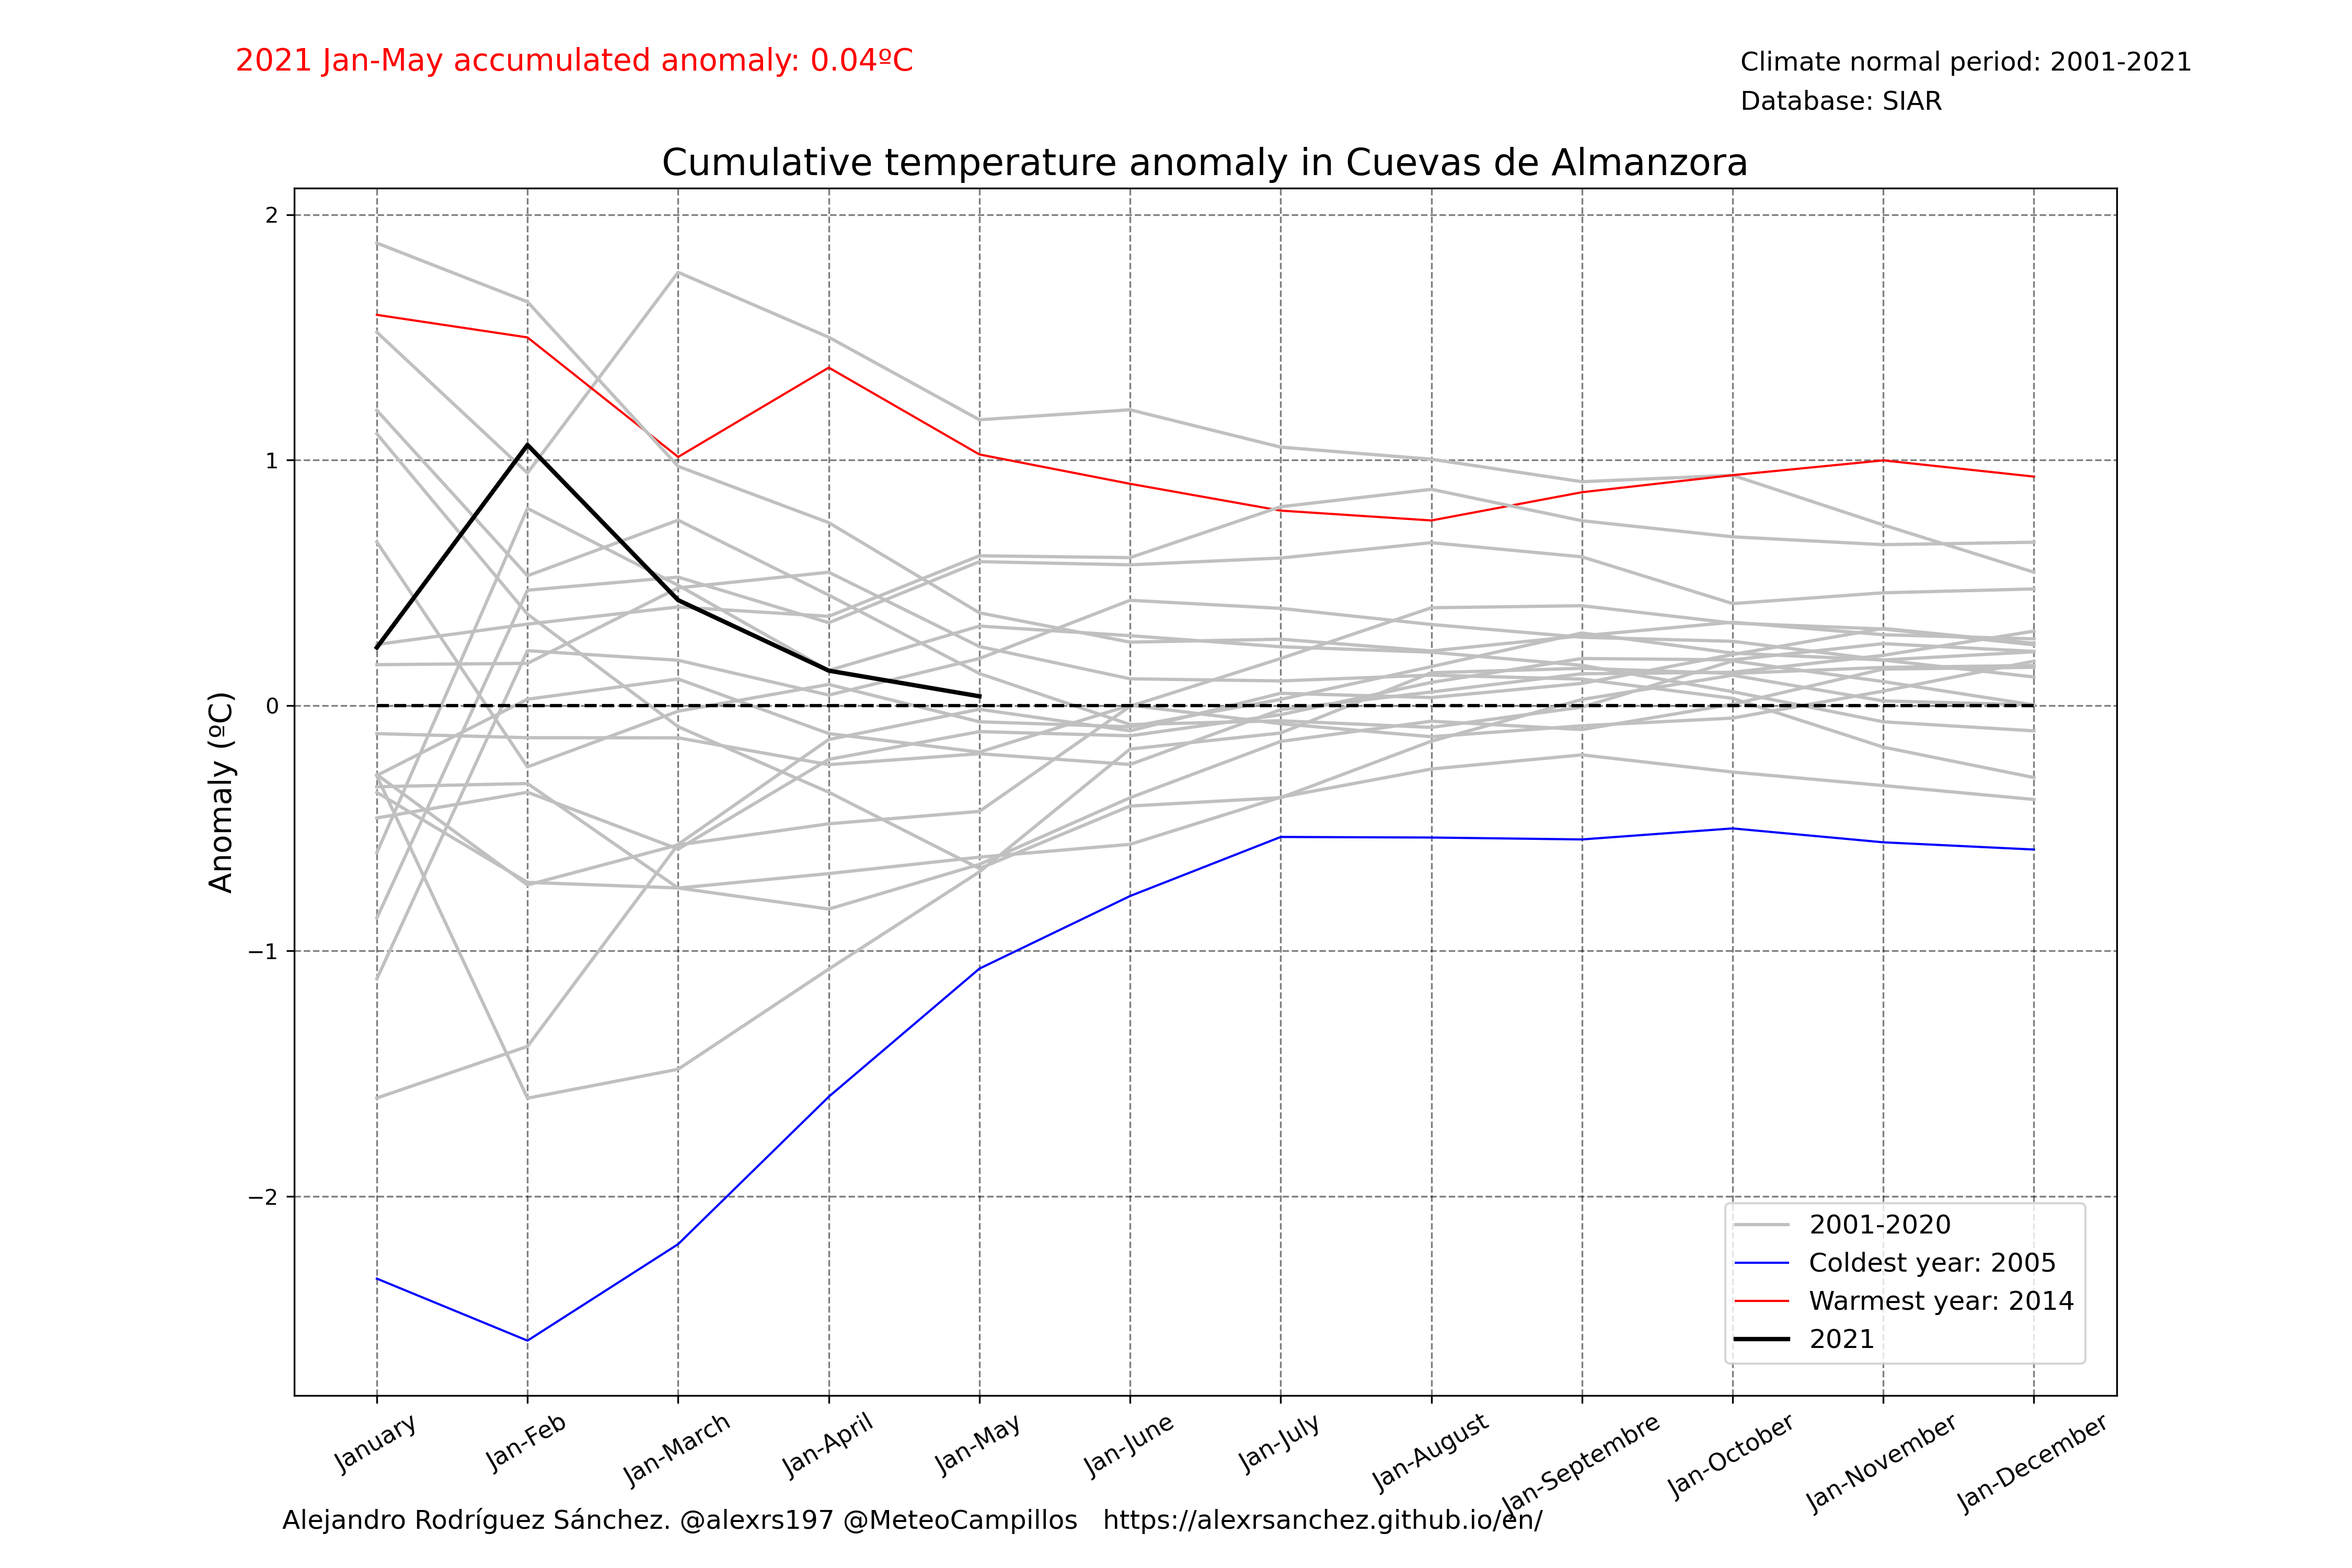 2021 Jan-May accumulated anomaly: 0.04ºC
Climate normal period: 2001-2021
Database: SIAR
Cumulative temperature anomaly in Cuevas de Almanzora
Anomaly (ºC)
2
1
0
−1
−2
2001-2020
Coldest year: 2005
Warmest year: 2014
2021
January
Jan-Feb
Jan-March
Jan-April
Jan-May
Jan-June
Jan-July
Jan-August
Jan-Septembre
Jan-October
Jan-November
Jan-December
Alejandro Rodríguez Sánchez. @alexrs197 @MeteoCampillos https://alexrsanchez.github.io/en/